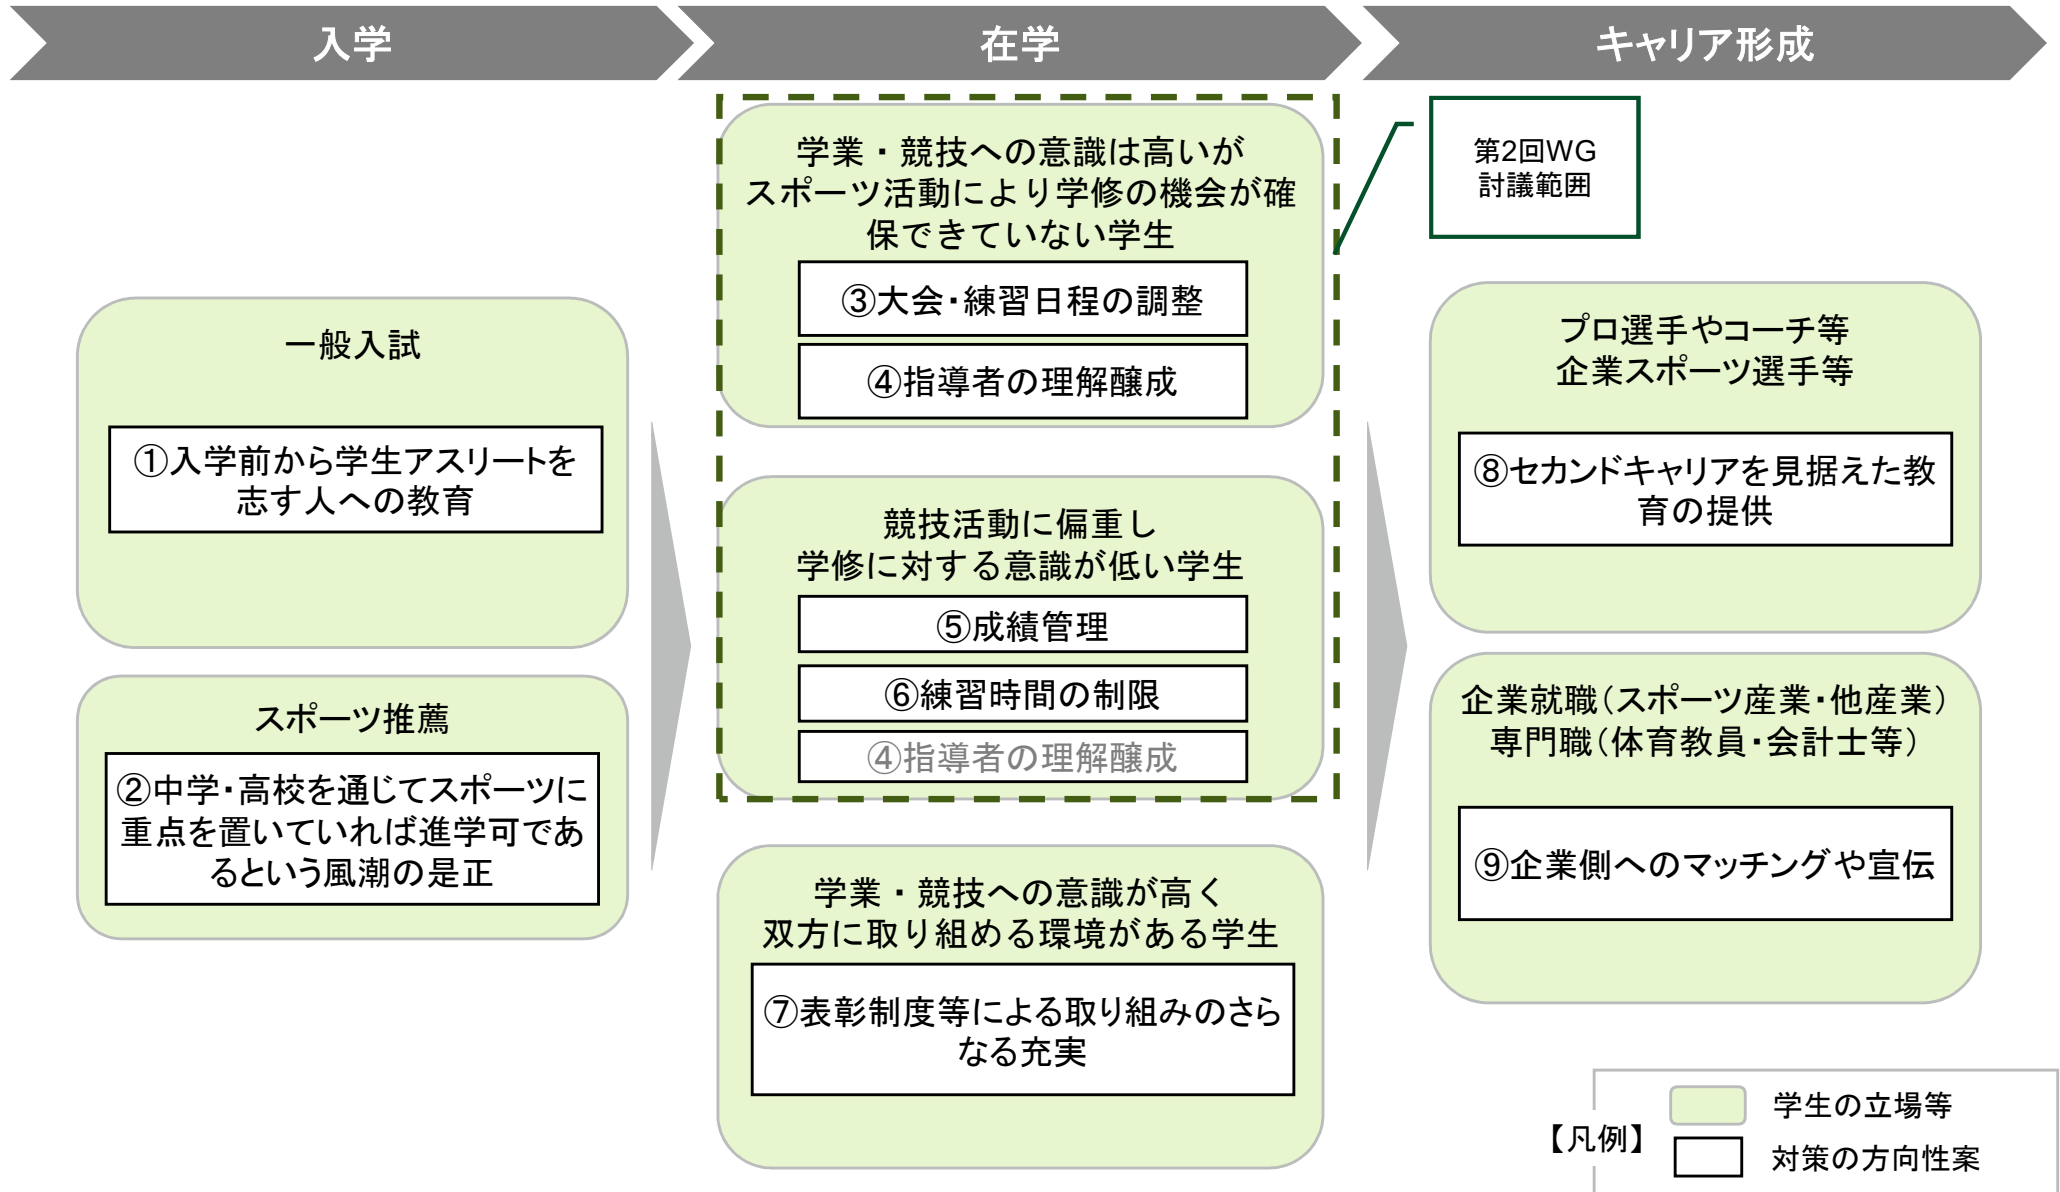 入学
在学
キャリア形成
一般入試
①入学前から学生アスリートを
志す人への教育
スポーツ推薦
②中学・高校を通じてスポーツに
重点を置いていれば進学可であ
るという風潮の是正
学業・競技への意識は高いが
スポーツ活動により学修の機会が確
保できていない学生
③大会・練習日程の調整
④指導者の理解醸成
競技活動に偏重し
学修に対する意識が低い学生
⑤成績管理
⑥練習時間の制限
④指導者の理解醸成
学業・競技への意識が高く
双方に取り組める環境がある学生
⑦表彰制度等による取り組みのさら
なる充実
第2回WG
討議範囲
プロ選手やコーチ等
企業スポーツ選手等
⑧セカンドキャリアを見据えた教
育の提供
企業就職（スポーツ産業・他産業）
専門職（体育教員・会計士等）
⑨企業側へのマッチングや宣伝
【凡例】
学生の立場等
対策の方向性案